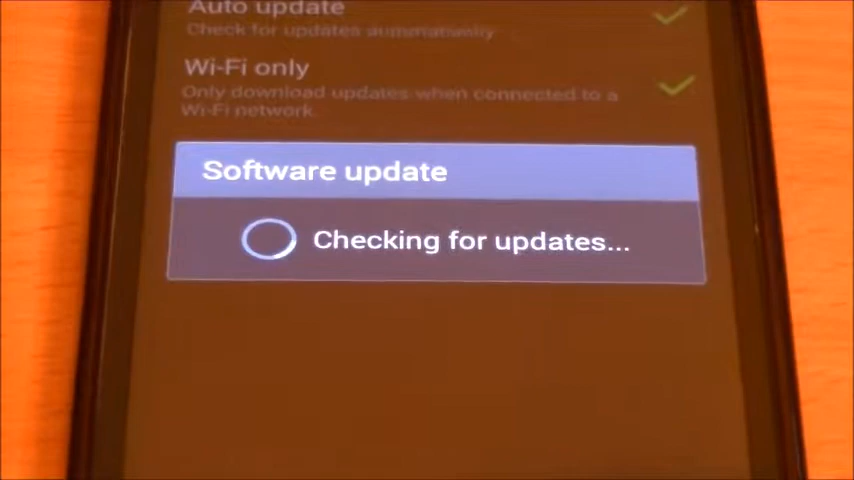 Auto update
Check for updates automatically
Wi-Fi only
Only download updates when connected to a
Wi-Fi network.
Software update
Checking for updates...